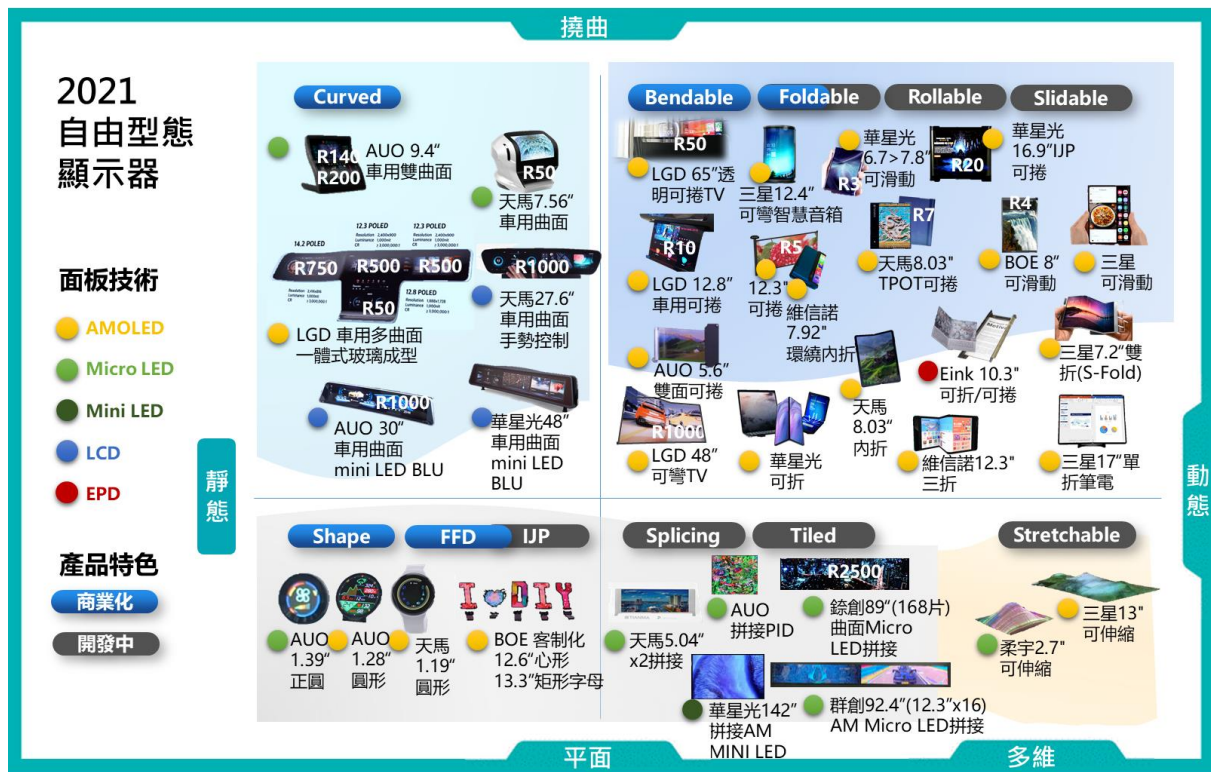 撓曲
2021
自由型態
顯示器
面板技術
AMOLED
Micro LED
Mini LED
LCD
EPD
產品特色
商業化
開發中
靜態
動態
平面
多維
Curved
R140
R200
AUO 9.4“
車用雙曲面
R50
天馬7.56“
車用曲面
14.2 POLED
12.3 POLED
12.3 POLED
12.8 POLED
R750
R500
R500
R50
LGD 車用多曲面
一體式玻璃成型
R1000
天馬27.6“
車用曲面
手勢控制
R1000
AUO 30“
車用曲面
mini LED BLU
華星光48“
車用曲面
mini LED
BLU
Bendable
Foldable
Rollable
Slidable
R50
LGD 65“透
明可捲TV
三星12.4“
可彎智慧音箱
華星光
6.7>7.8“
R3
可滑動
R20
華星光
16.9”IJP
可捲
R10
LGD 12.8”
車用可捲
R5
12.3"
可捲
維信諾
7.92"
環繞內折
R7
天馬8.03"
TPOT可捲
R4
BOE 8”
可滑動
三星
可滑動
AUO 5.6“
雙面可捲
天馬
8.03“
內折
Eink 10.3"
可折/可捲
三星7.2“雙
折(S-Fold)
R1000
LGD 48“
可彎TV
華星光
可折
維信諾12.3"
三折
三星17“單
折筆電
Shape
FFD
IJP
AUO
1.39“
正圓
AUO
1.28“
圓形
天馬
1.19“
圓形
I DIY
BOE 客制化
12.6“心形
13.3”矩形字母
Splicing
Tiled
天馬5.04“
x2拼接
AUO
拼接PID
R2500
錼創89“(168片)
曲面Micro
LED拼接
華星光142”
拼接AM
MINI LED
群創92.4“(12.3”x16)
AM Micro LED拼接
Stretchable
柔宇2.7"
可伸縮
三星13"
可伸縮